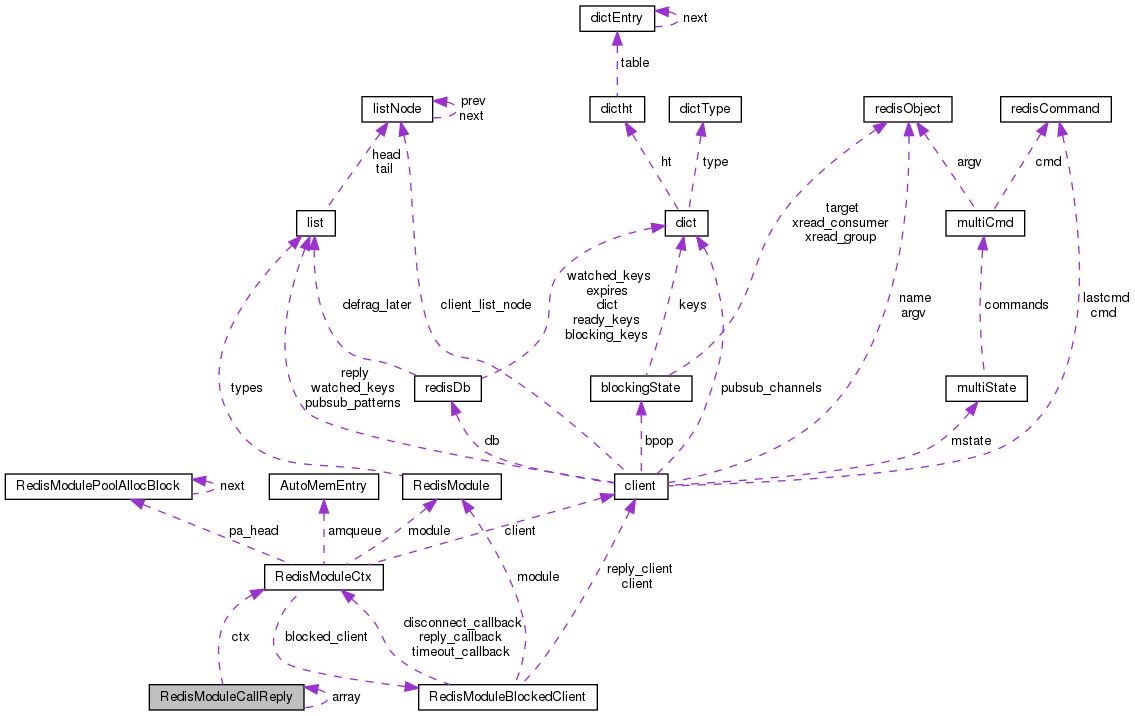 dictEntry
next
table
listNode
prev
next
dictht
dictType
redisObject
redisCommand
head
tail
ht
type
argv
cmd
list
dict
target
xread_consumer
xread_group
multiCmd
defrag_later
client_list_node
watched_keys
expires
dict
ready_keys
blocking_keys
keys
name
argv
commands
lastcmd
cmd
types
reply
watched_keys
pubsub_patterns
redisDb
blockingState
pubsub_channels
multiState
db
bpop
mstate
RedisModulePoolAllocBlock
next
AutoMemEntry
RedisModule
client
pa_head
amqueue
module
client
RedisModuleCtx
module
reply_client
client
ctx
blocked_client
disconnect_callback
reply_callback
timeout_callback
RedisModuleCallReply
array
RedisModuleBlockedClient